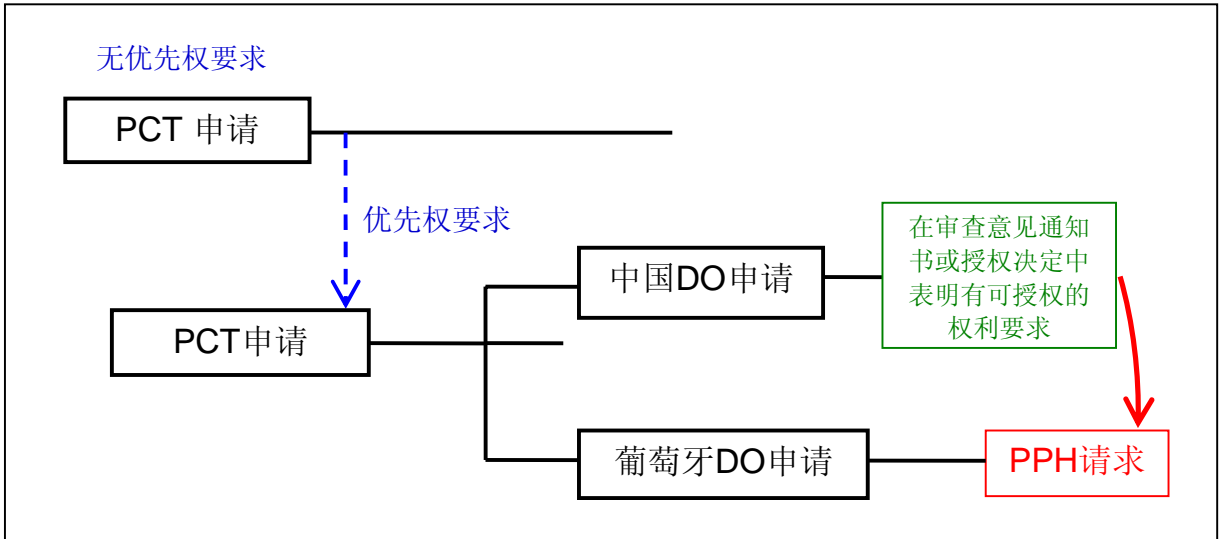 无优先权要求
PCT 申请
优先权要求
中国DO申请
在审查意见通知
书或授权决定中
表明有可授权的
权利要求
PCT申请
葡萄牙DO申请
PPH请求